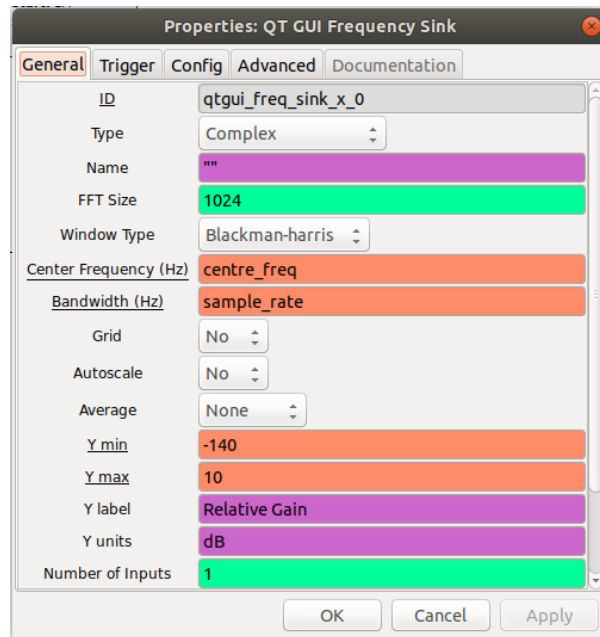 Properties: QT GUI Frequency Sink
General Trigger Config Advanced Documentation
ID qtgui_freq_sink_x_0
Type Complex
Name ""
FFT Size 1024
Window Type Blackman-harris
Center Frequency (Hz) centre_freq
Bandwidth (Hz) sample_rate
Grid No
Autoscale No
Average None
Y min -140
Y max 10
Y label Relative Gain
Y units dB
Number of Inputs 1
OK Cancel Apply